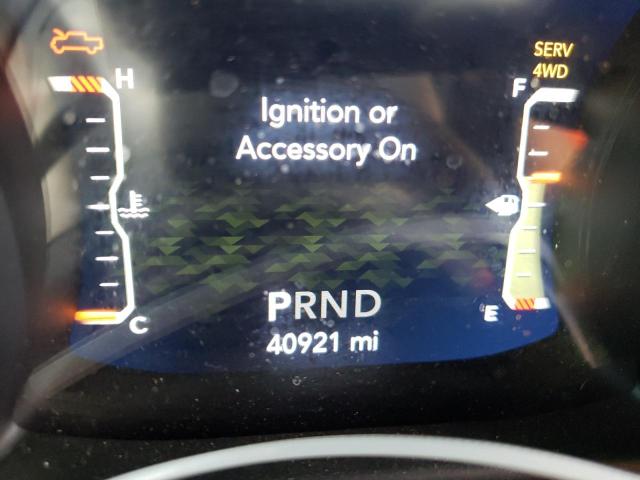 SERV
4WD
H
F
Ignition or
Accessory On
PRND
C
E
40921 mi